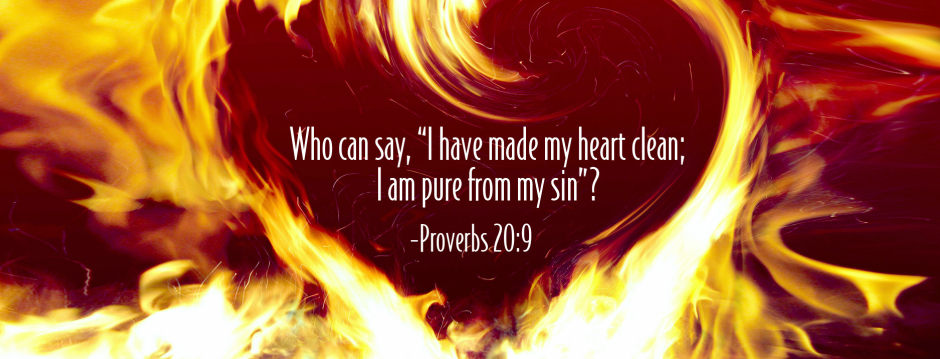 Who can say, “I have made my heart clean;
I am pure from my sin”?
-Proverbs 20:9